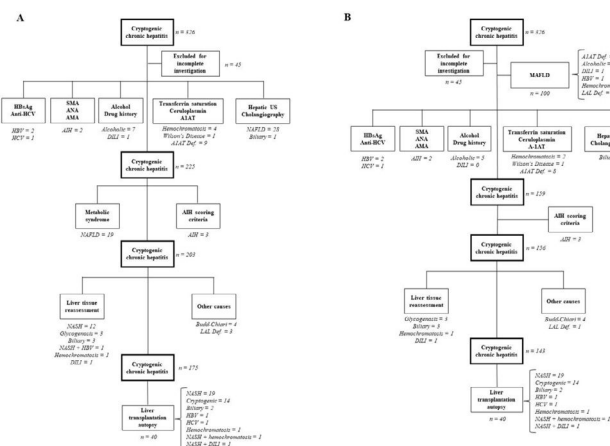 A
Cryptogenic
chronic hepatitis
n = 326
Excluded for
incomplete
investigation
n = 45
HBsAg
Anti-HCV
HBV = 2
HCV = 1
SMA
ANA
AMA
AIH = 2
Alcohol
Drug history
Alcoholic = 7
DILI = 1
Transferrin saturation
Ceruloplasmin
A1AT
Hemochromatosis = 4
Wilson's Disease = 1
A1AT Def. = 9
Hepatic US
Cholangiography
NAFLD = 28
Biliary = 1
Cryptogenic
chronic hepatitis
n = 225
Metabolic
syndrome
NAFLD = 19
AIH scoring
criteria
AIH = 3
Cryptogenic
chronic hepatitis
n = 203
Liver tissue
reassessment
NASH = 12
Glycogenosis = 3
Biliary = 3
NASH + HBV = 1
Hemochromatosis = 1
DILI = 1
Other causes
Budd-Chiari = 4
LAL Def. = 3
Cryptogenic
chronic hepatitis
n = 175
Liver
transplantation
autopsy
n = 40
NASH = 19
Cryptogenic = 14
Biliary = 2
HBV = 1
HCV = 1
Hemochromatosis = 1
NASH + hemochromatosis = 1
NASH + DILI = 1
B
Cryptogenic
chronic hepatitis
n = 326
Excluded for
incomplete
investigation
n = 45
MAFLD
n = 100
A1AT Def. =
Alcoholic =
DILI = 1
HBV = 1
Hemochrom
LAL Def. =
HBsAg
Anti-HCV
HBV = 2
HCV = 1
SMA
ANA
AMA
AIH = 2
Alcohol
Drug history
Alcoholic = 5
DILI = 0
Transferrin saturation
Ceruloplasmin
A-1AT
Hemochromatosis = 2
Wilson's Disease = 1
A1AT Def. = 8
Hepa
Cholan
Bili
Cryptogenic
chronic hepatitis
n = 159
AIH scoring
criteria
AIH = 3
Cryptogenic
chronic hepatitis
n = 156
Liver tissue
reassessment
Glycogenosis = 3
Biliary = 3
Hemochromatosis = 1
DILI = 1
Other causes
Budd-Chiari = 4
LAL Def. = 1
Cryptogenic
chronic hepatitis
n = 143
Liver
transplantation
autopsy
n = 40
NASH = 19
Cryptogenic = 14
Biliary = 2
HBV = 1
HCV = 1
Hemochromatosis = 1
NASH + hemochromatosis = 1
NASH + DILI = 1